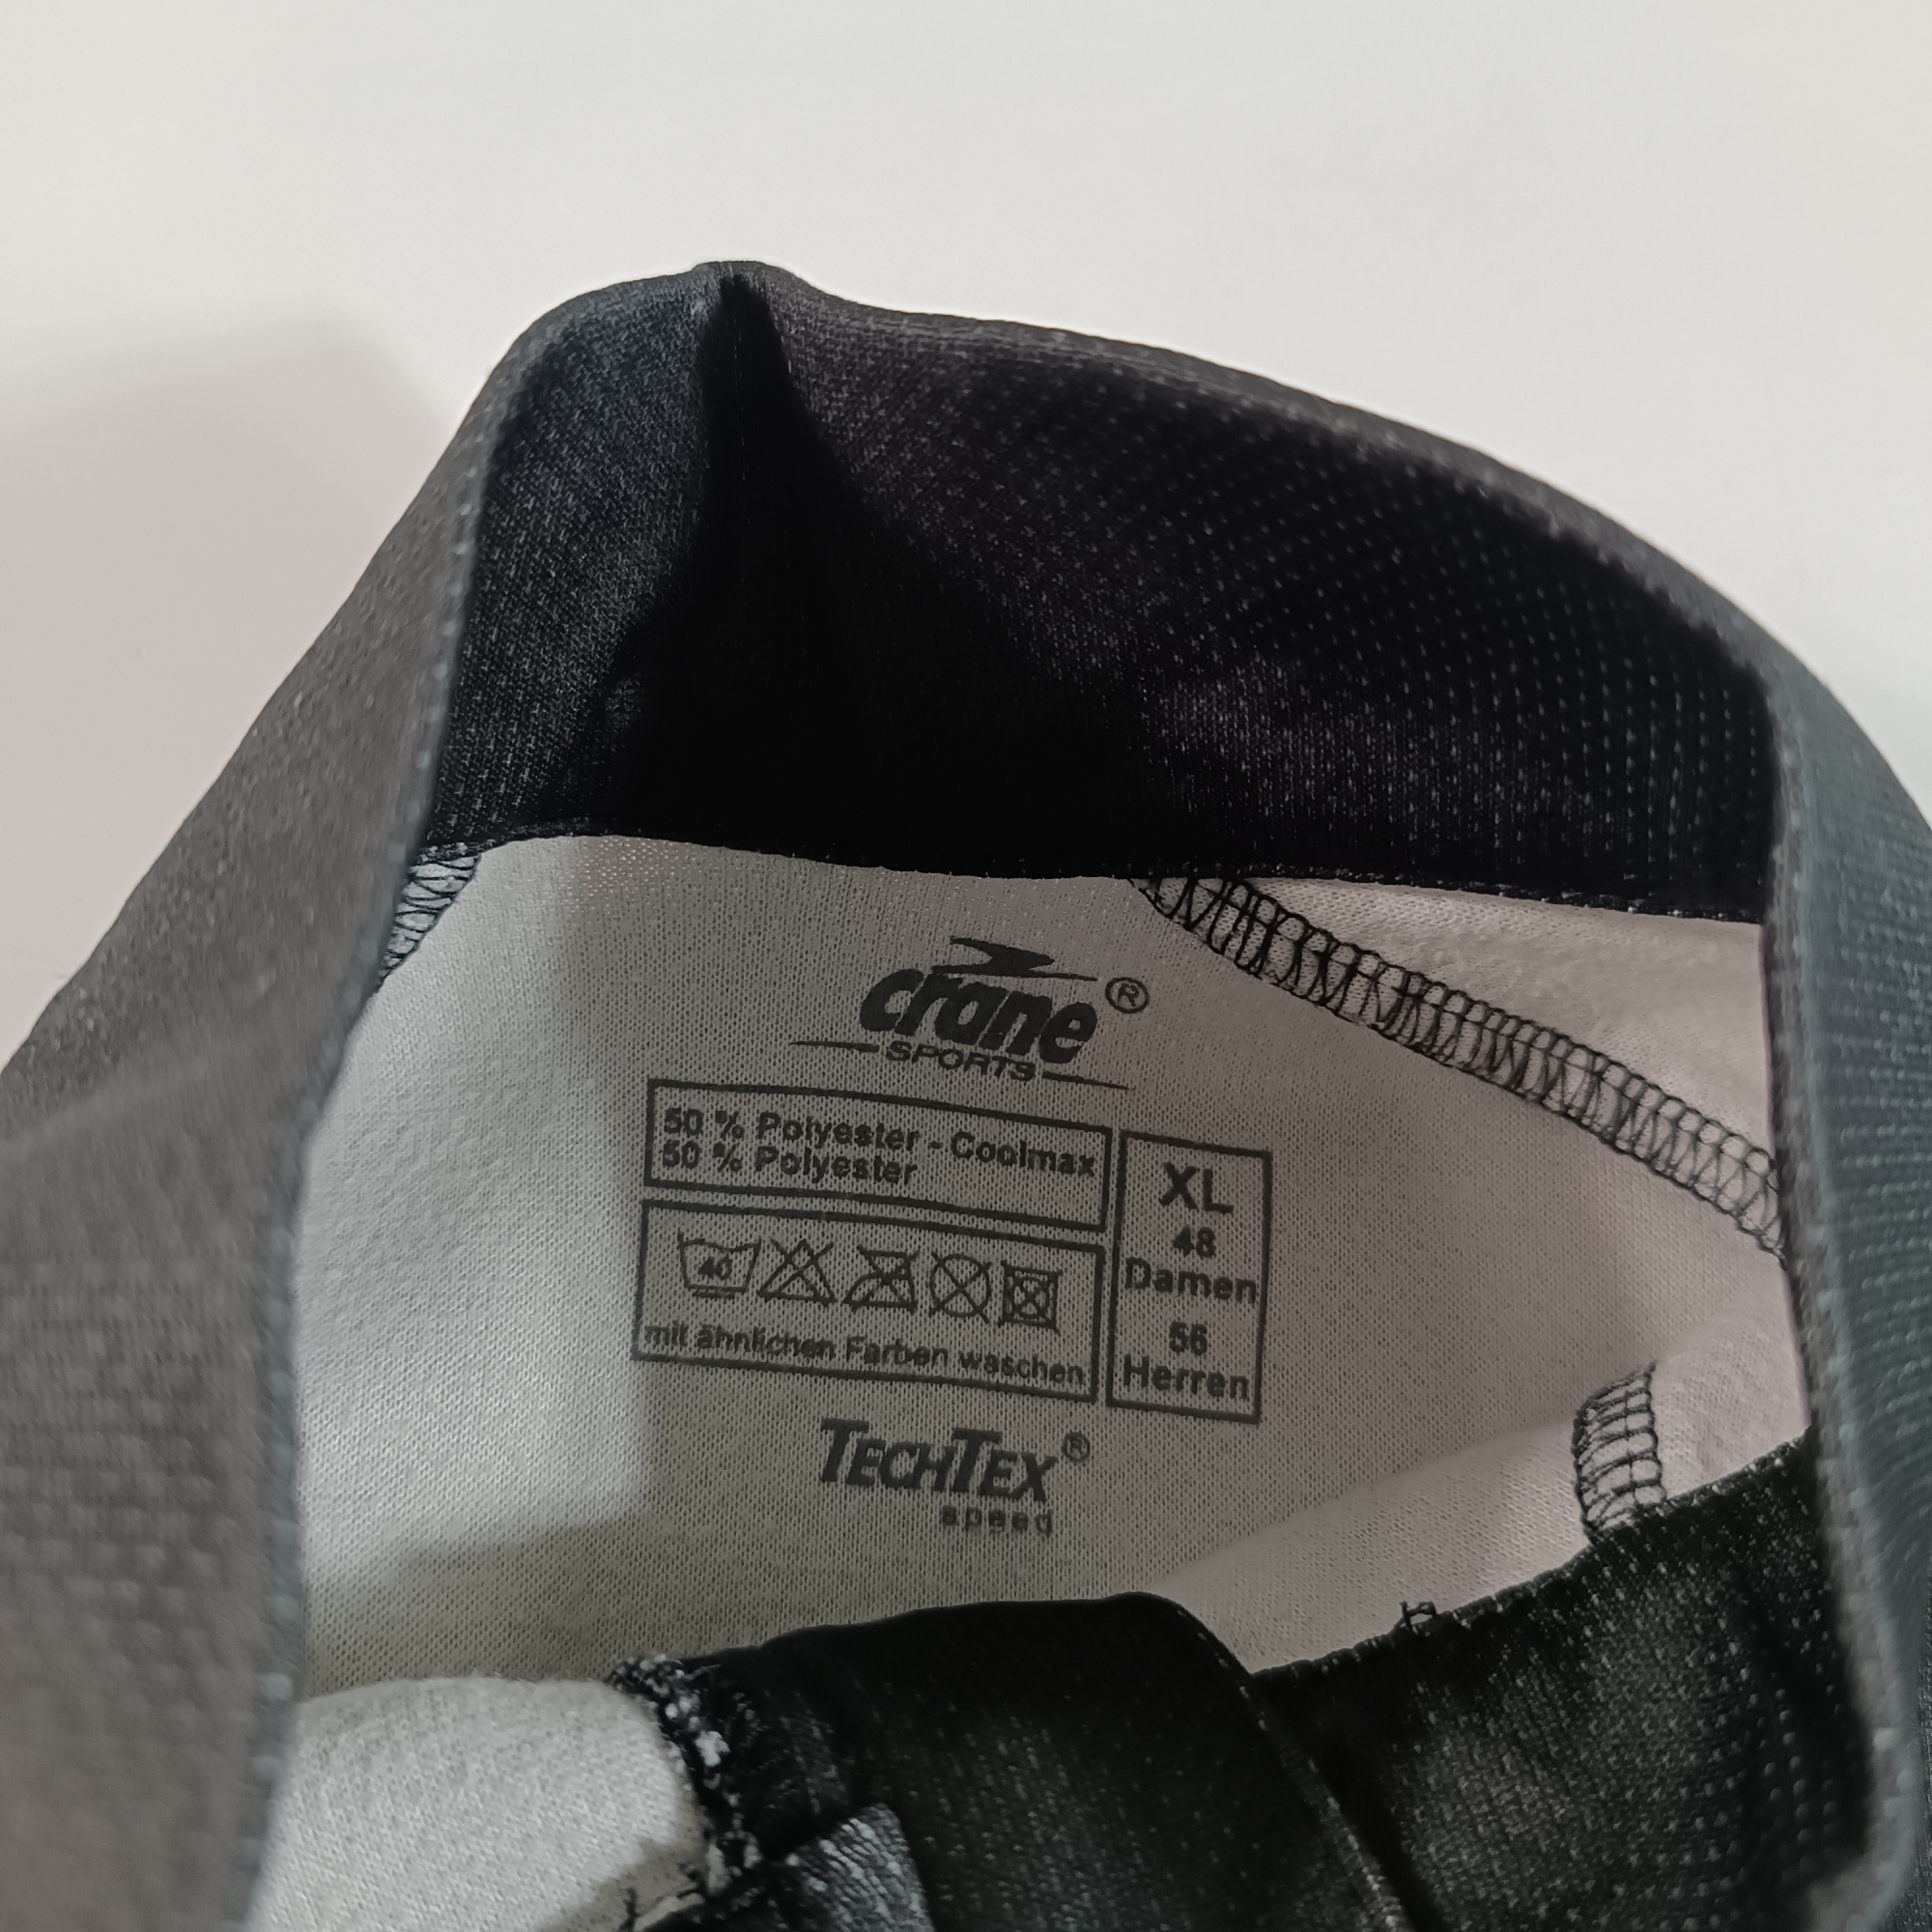 crane®
SPORTS
50 % Polyester - Coolmax
50 % Polyester
40
mit ähnlichen Farben waschen
XL
48
Damen
56
Herren
TECHTEX®
speed